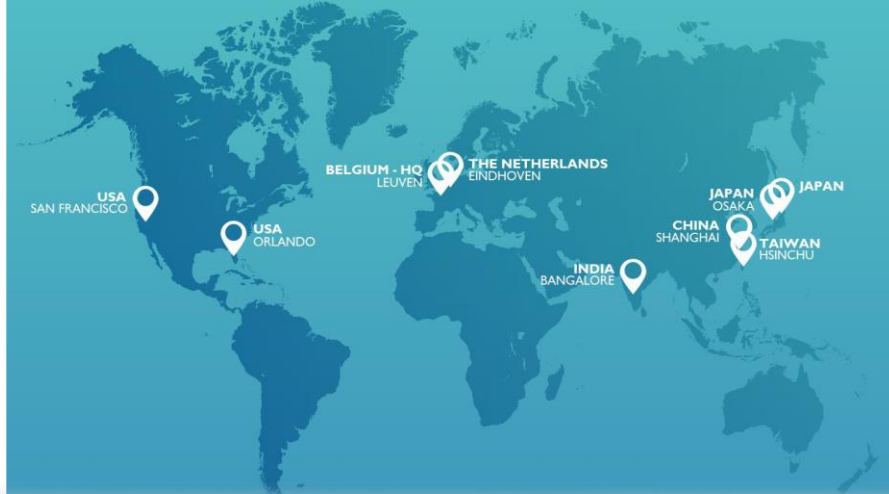 BELGIUM - HQ
LEUVEN
THE NETHERLANDS
EINDHOVEN
USA
SAN FRANCISCO
USA
ORLANDO
JAPAN
OSAKA
JAPAN
CHINA
SHANGHAI
TAIWAN
HSINCHU
INDIA
BANGALORE